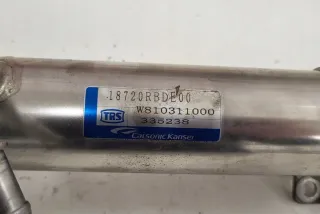 18720RBDE00
TRS WS10311000
335238
Calsonic Kansei